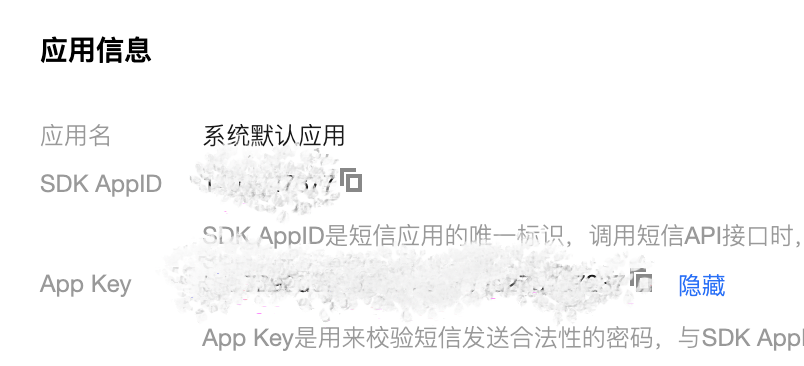 应用信息
应用名 系统默认应用
SDK AppID
SDK AppID是短信应用的唯一标识，调用短信API接口时，
App Key 隐藏
App Key是用来校验短信发送合法性的密码，与SDK AppI